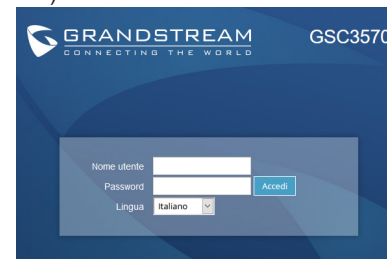 GRANDSTREAM
CONNECTING THE WORLD
GSC3570
Nome utente
Password
Accedi
Lingua
Italiano